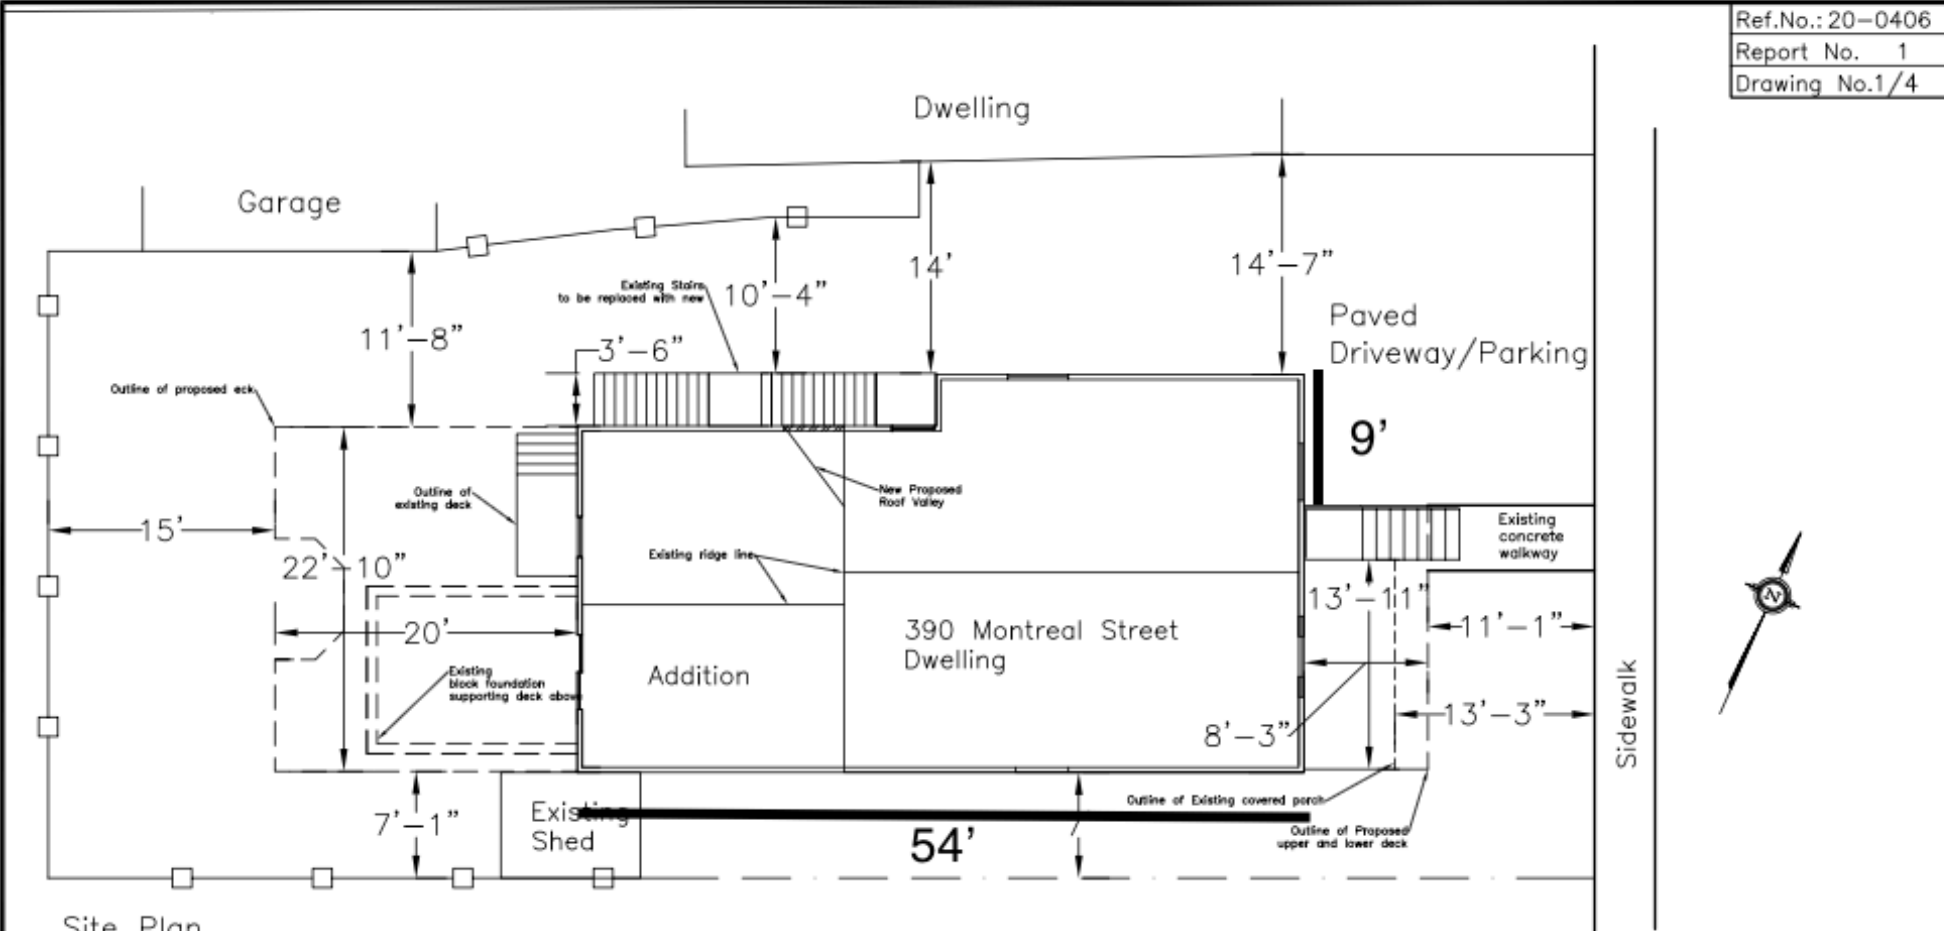 Ref.No.: 20-0406
Report No. 1
Drawing No.1/4
Dwelling
Garage
14'
14'-7"
Existing Stairs
to be replaced with new
10'-4"
11'-8"
3'-6"
Paved
Driveway/Parking
Outline of proposed eck
9'
Outline of
existing deck
New Proposed
Roof Valley
15'
Existing
concrete
walkway
Existing ridge line
22'-10"
N
13'-11"
20'
390 Montreal Street
Dwelling
11'-1"
Existing
block foundation
supporting deck above
Addition
Sidewalk
13'-3"
8'-3"
Outline of Existing covered porch
Existing
Shed
7'-1"
54'
Outline of Proposed
upper and lower deck
Site Plan